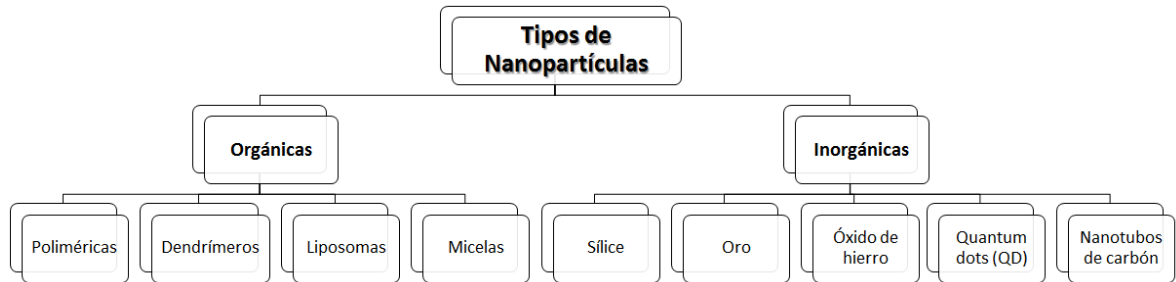 Tipos de
Nanopartículas
Orgánicas
Inorgánicas
Poliméricas
Dendrímeros
Liposomas
Micelas
Sílice
Oro
Óxido de
hierro
Quantum
dots (QD)
Nanotubos
de carbón